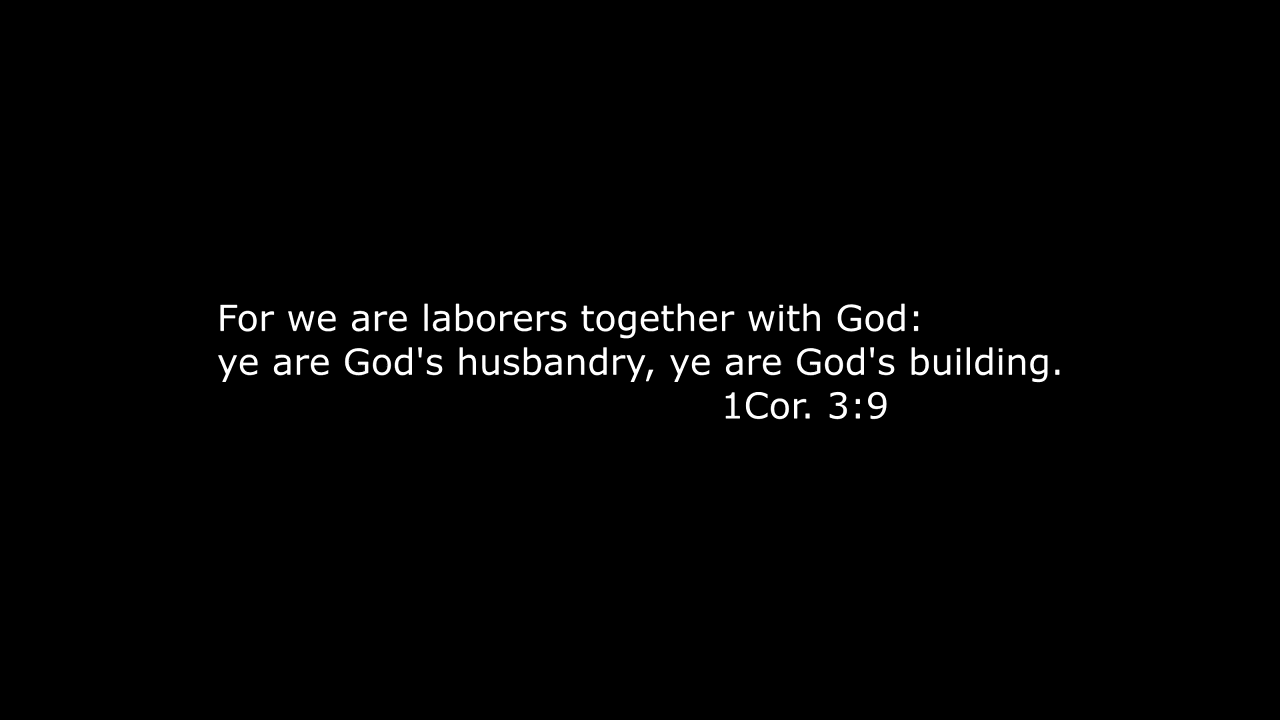 For we are laborers together with God:
ye are God's husbandry, ye are God's building.
1Cor. 3:9